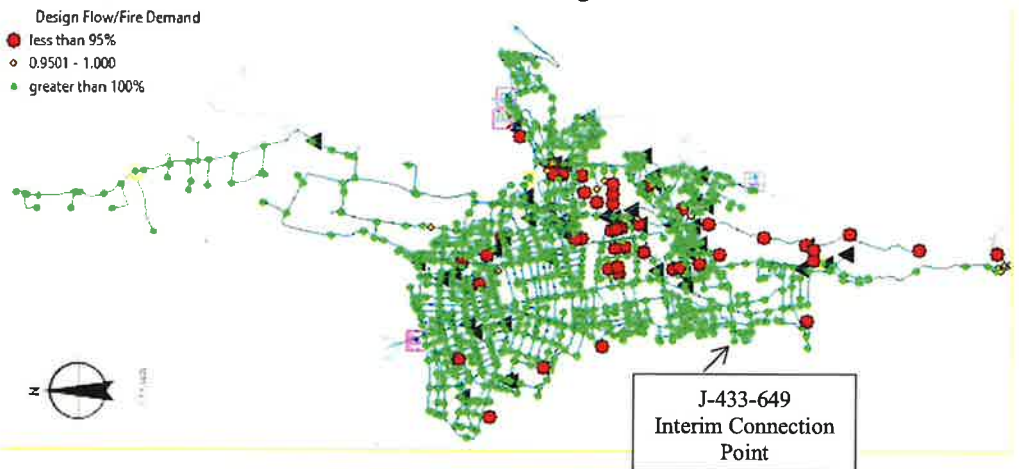 Design Flow/Fire Demand
less than 95%
0.9501 - 1.000
greater than 100%
N
J-433-649
Interim Connection
Point